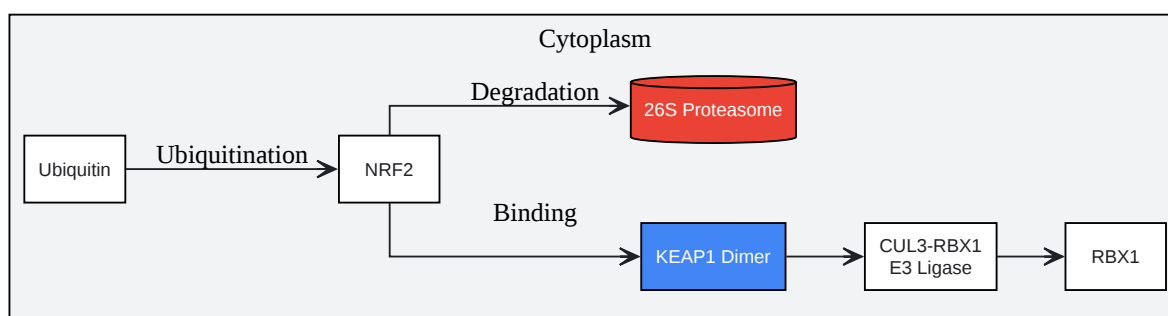 Cytoplasm
Degradation
26S Proteasome
Ubiquitin
Ubiquitination
NRF2
Binding
KEAP1 Dimer
CUL3-RBX1
E3 Ligase
RBX1